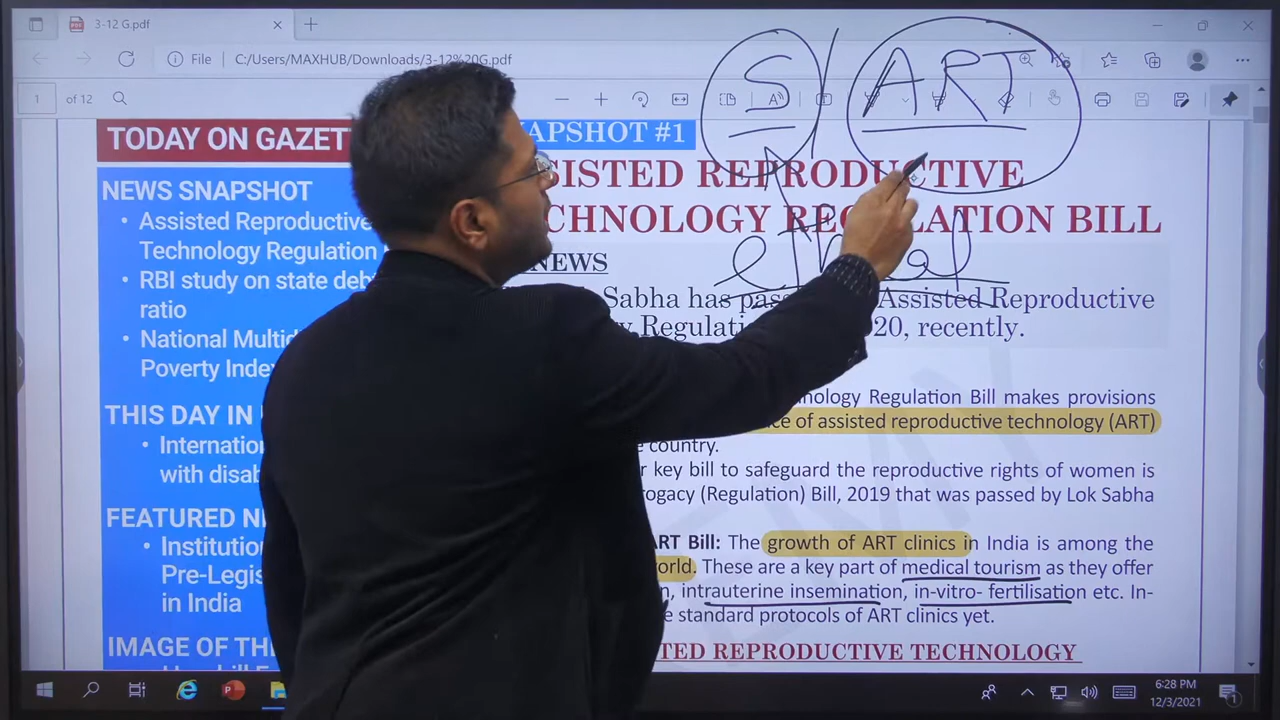 3-12 G.pdf
File C:/Users/MAXHUB/Downloads/3-12%20G.pdf
1 of 12
S / ART
ethical
TODAY ON GAZET
NEWS SNAPSHOT
• Assisted Reproductive
Technology Regulation
• RBI study on state deb
ratio
• National Multid
Poverty Index
THIS DAY IN
• Internation
with disab
FEATURED NE
• Institution
Pre-Legis
in India
IMAGE OF THE
APSHOT #1
SISTED REPRODUCTIVE
CHNOLOGY REGULATION BILL
NEWS
Sabha has passed Assisted Reproductive
Regulation 20, recently.
nology Regulation Bill makes provisions
ce of assisted reproductive technology (ART)
e country.
r key bill to safeguard the reproductive rights of women is
rogacy (Regulation) Bill, 2019 that was passed by Lok Sabha
ART Bill: The growth of ART clinics in India is among the
orld. These are a key part of medical tourism as they offer
n, intrauterine insemination, in-vitro- fertilisation etc. In-
e standard protocols of ART clinics yet.
TED REPRODUCTIVE TECHNOLOGY
6:28 PM
12/3/2021